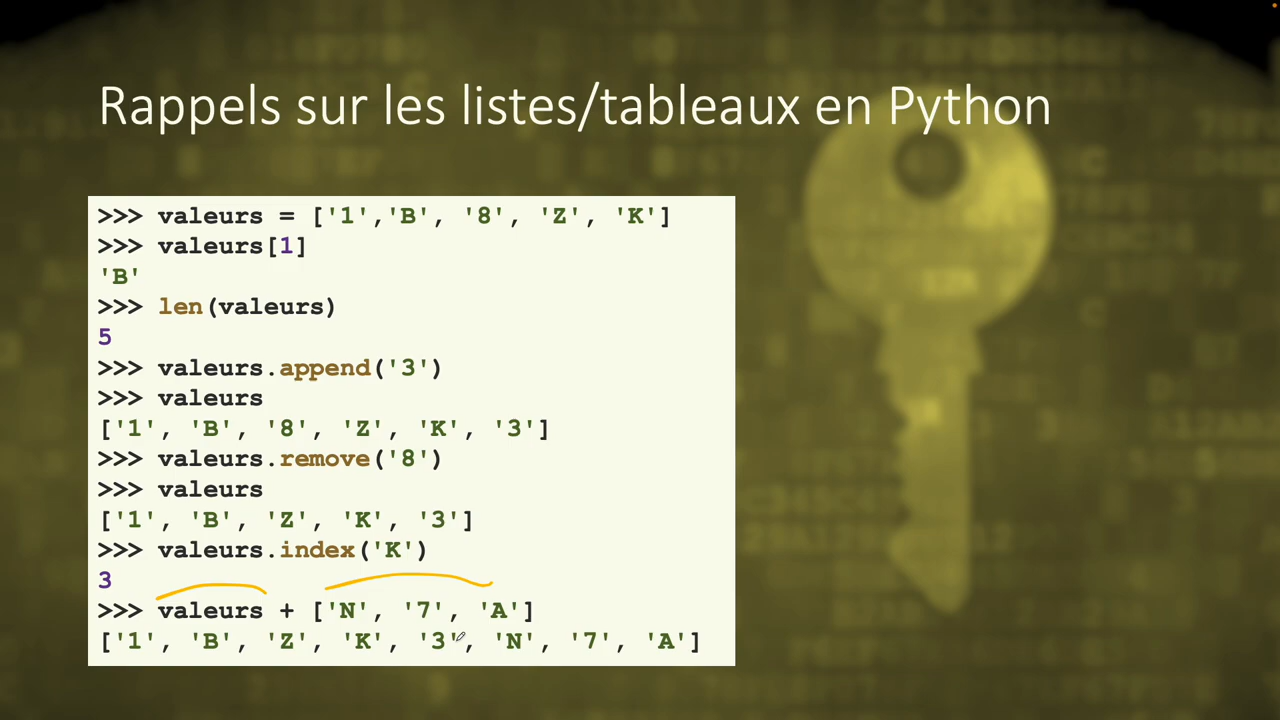 Rappels sur les listes/tableaux en Python
>>> valeurs = ['1','B', '8', 'Z', 'K']
>>> valeurs[1]
'B'
>>> len(valeurs)
5
>>> valeurs.append('3')
>>> valeurs
['1', 'B', '8', 'Z', 'K', '3']
>>> valeurs.remove('8')
>>> valeurs
['1', 'B', 'Z', 'K', '3']
>>> valeurs.index('K')
3
>>> valeurs + ['N', '7', 'A']
['1', 'B', 'Z', 'K', '3', 'N', '7', 'A']